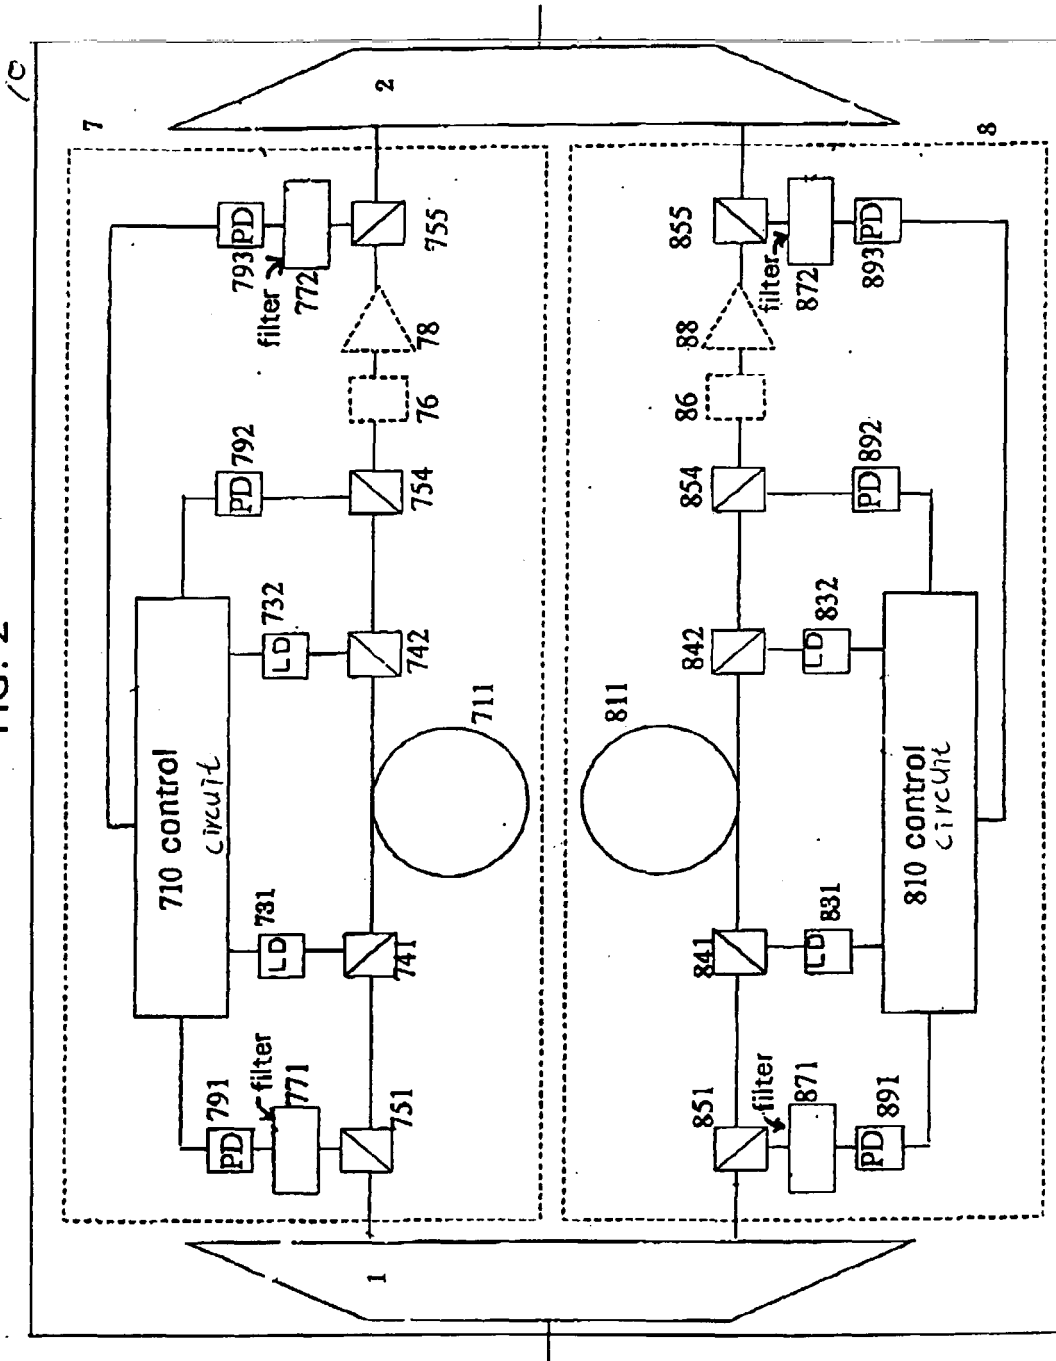 FIG. 2
10
7
710 control
circuit
791
PD
filter
771
751
731
LD
741
732
LD
742
792
PD
754
793
PD
filter
772
755
76
78
711
1
2
811
851
filter
871
891
PD
841
831
LD
842
832
LD
854
892
PD
86
88
855
filter
872
893
PD
810 control
circuit
8